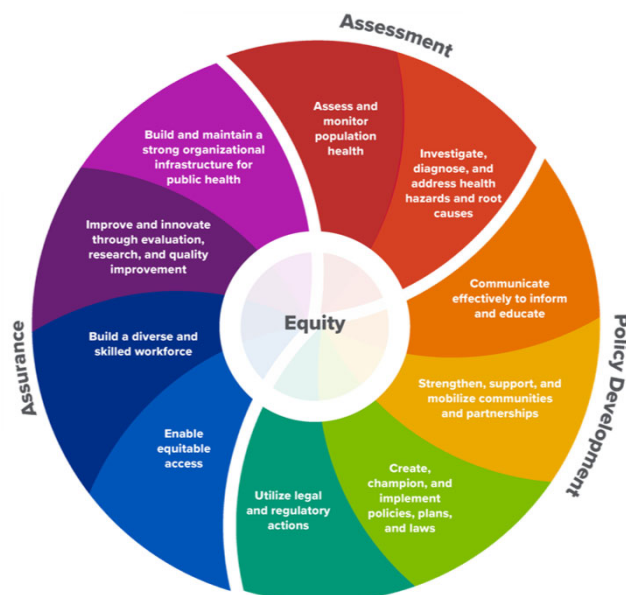 Assessment
Assess and
monitor
population
health
Investigate,
diagnose, and
address health
hazards and root
causes
Policy Development
Communicate
effectively to inform
and educate
Strengthen, support, and
mobilize communities
and partnerships
Create,
champion, and
implement
policies, plans,
and laws
Utilize legal
and regulatory
actions
Assurance
Enable
equitable
access
Build a diverse and
skilled workforce
Improve and innovate
through evaluation,
research, and quality
improvement
Build and maintain a
strong organizational
infrastructure for
public health
Equity